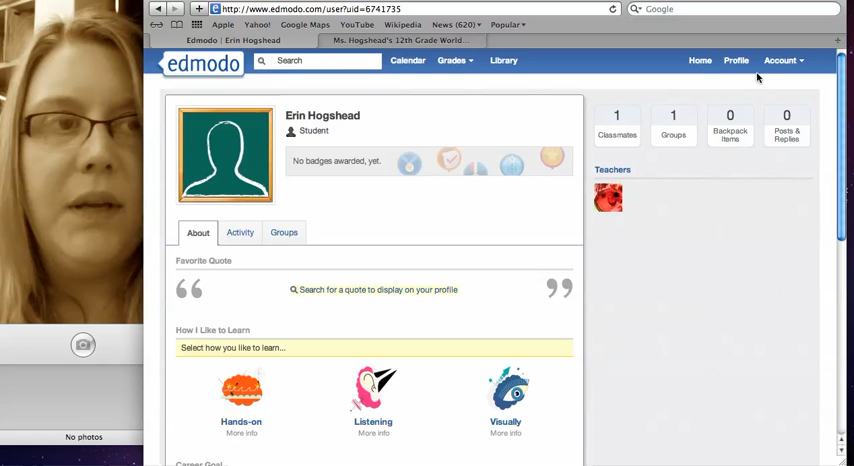 http://www.edmodo.com/user?uid=6741735
Google
Apple Yahoo! Google Maps YouTube Wikipedia News (620) Popular
Edmodo | Erin Hogshead
Ms. Hogshead's 12th Grade World...
edmodo
Search
Calendar Grades Library
Home Profile Account
Erin Hogshead
Student
No badges awarded, yet.
1
Classmates
1
Groups
0
Backpack
Items
0
Posts &
Replies
Teachers
About Activity Groups
Favorite Quote
Search for a quote to display on your profile
How I Like to Learn
Select how you like to learn...
Hands-on
More info
Listening
More info
Visually
More info
Career Goal...
No photos